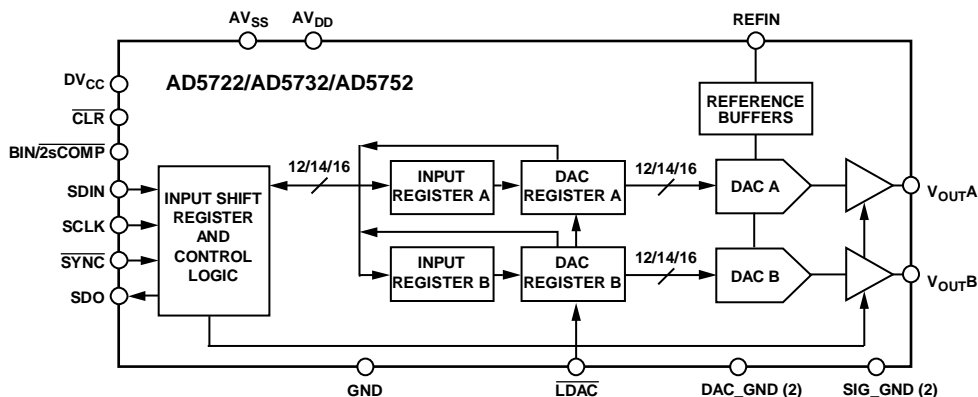 AVSS AVDD REFIN
DVCC
AD5722/AD5732/AD5752
CLR
REFERENCE
BUFFERS
BIN/2sCOMP
12/14/16
12/14/16
SDIN
INPUT SHIFT
REGISTER
AND
CONTROL
LOGIC
INPUT
REGISTER A
DAC
REGISTER A
DAC A
VOUTA
SCLK
SYNC
INPUT
REGISTER B
DAC
REGISTER B
12/14/16
DAC B
VOUTB
SDO
GND
LDAC
DAC_GND (2)
SIG_GND (2)